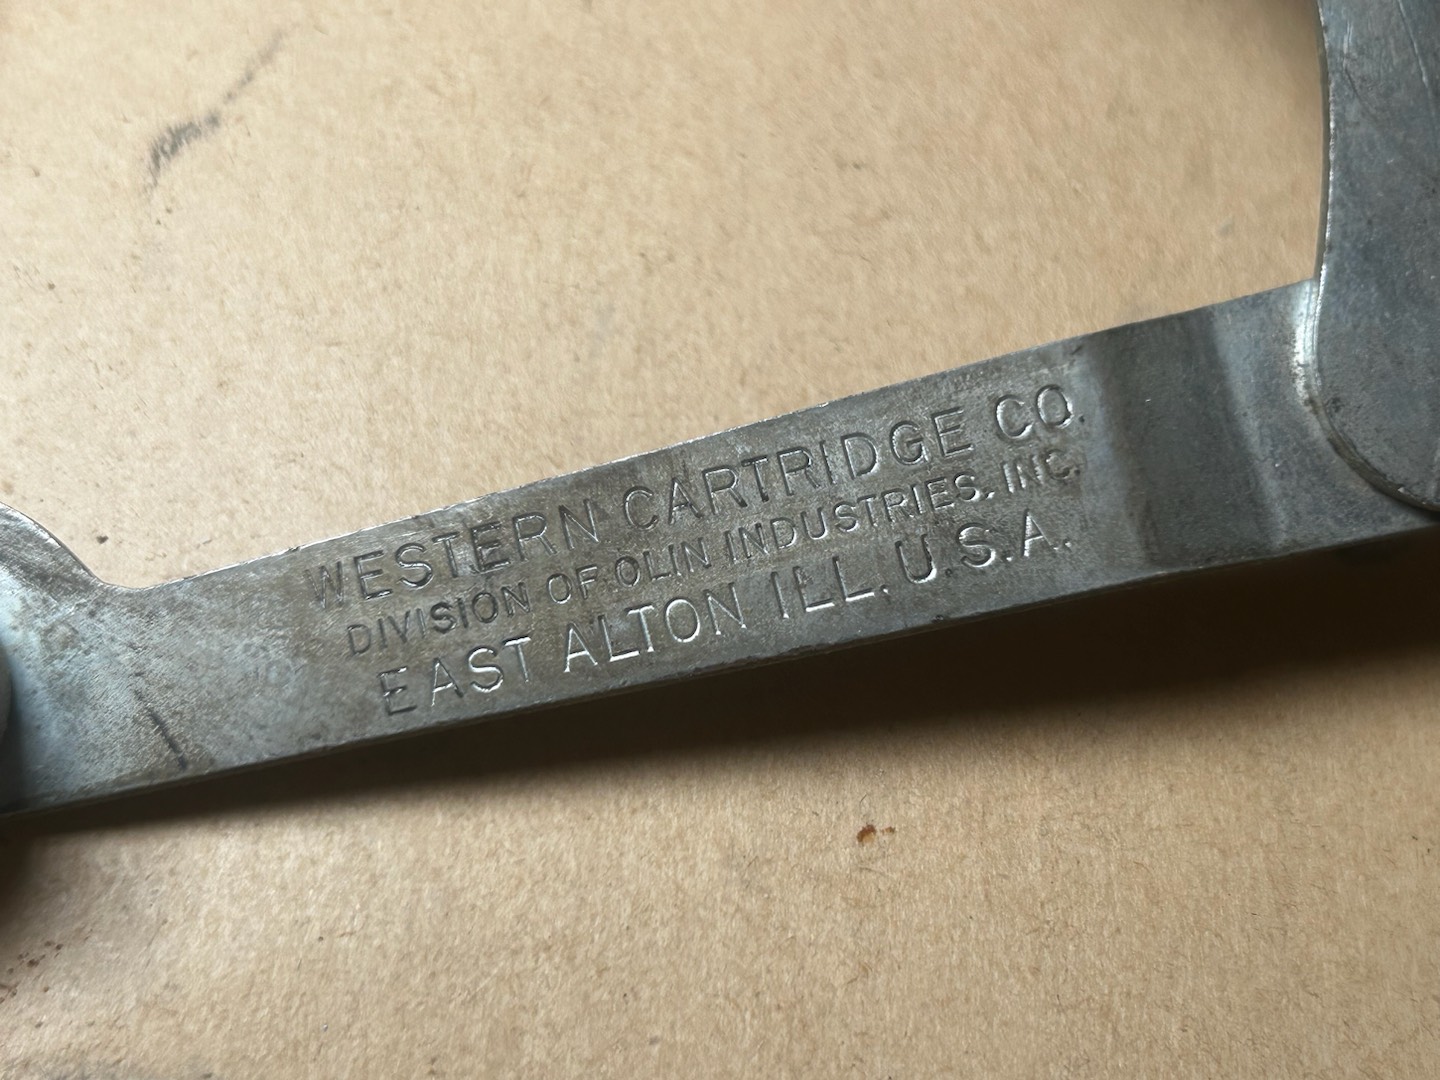 WESTERN CARTRIDGE CO.
DIVISION OF OLIN INDUSTRIES, INC.
EAST ALTON ILL. U.S.A.